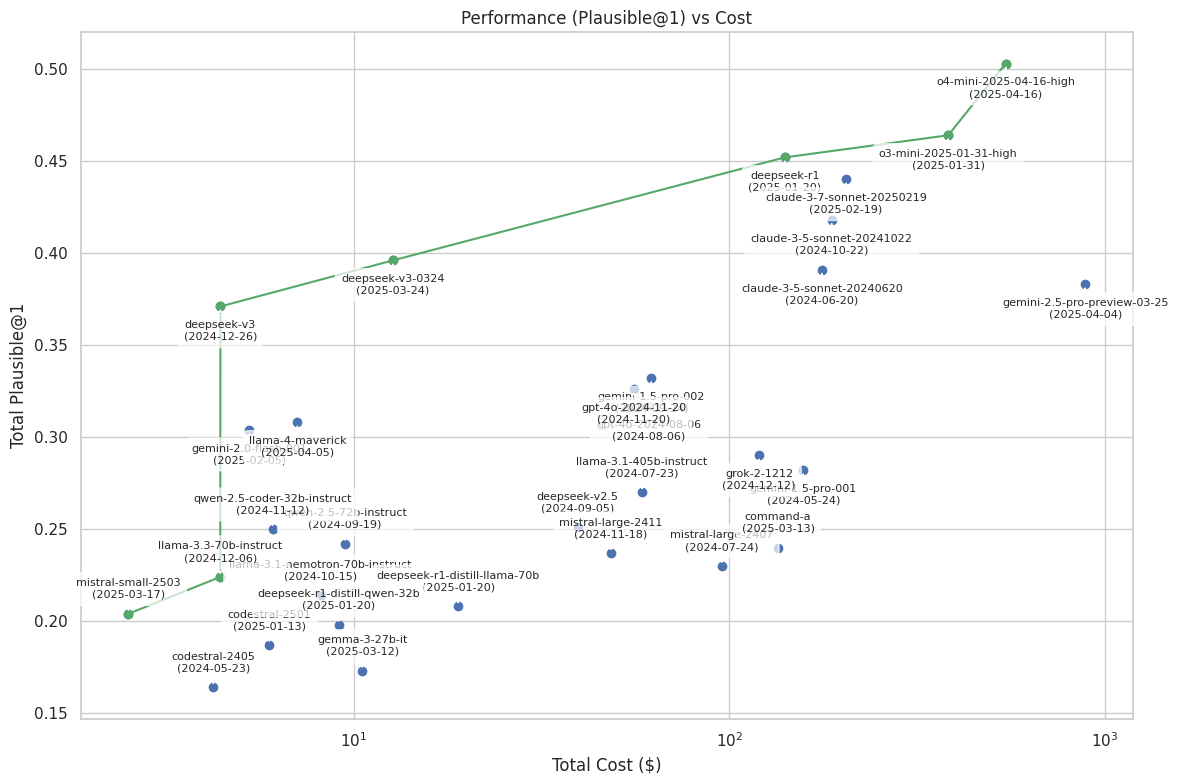 Performance (Plausible@1) vs Cost
Total Plausible@1
0.50
0.45
0.40
0.35
0.30
0.25
0.20
0.15
o4-mini-2025-04-16-high
(2025-04-16)
o3-mini-2025-01-31-high
(2025-01-31)
deepseek-r1
(2025-01-20)
claude-3-7-sonnet-20250219
(2025-02-19)
claude-3-5-sonnet-20241022
(2024-10-22)
claude-3-5-sonnet-20240620
(2024-06-20)
gemini-2.5-pro-preview-03-25
(2025-04-04)
deepseek-v3-0324
(2025-03-24)
deepseek-v3
(2024-12-26)
gemini-1.5-pro-002
gpt-4o-2024-11-20
(2024-11-20)
gpt-4o-2024-08-06
(2024-08-06)
llama-4-maverick
(2025-04-05)
(2025-02-05)
llama-3.1-405b-instruct
(2024-07-23)
grok-2-1212
(2024-12-12)
gemini-1.5-pro-001
(2024-05-24)
qwen-2.5-coder-32b-instruct
(2024-11-12)
qwen-2.5-72b-instruct
(2024-09-19)
deepseek-v2.5
(2024-09-05)
mistral-large-2411
(2024-11-18)
command-a
(2025-03-13)
mistral-large-2407
(2024-07-24)
llama-3.3-70b-instruct
(2024-12-06)
llama-3.1-nemotron-70b-instruct
(2024-10-15)
mistral-small-2503
(2025-03-17)
deepseek-r1-distill-llama-70b
(2025-01-20)
deepseek-r1-distill-qwen-32b
(2025-01-20)
codestral-2501
(2025-01-13)
gemma-3-27b-it
(2025-03-12)
codestral-2405
(2024-05-23)
10^1
10^2
10^3
Total Cost ($)